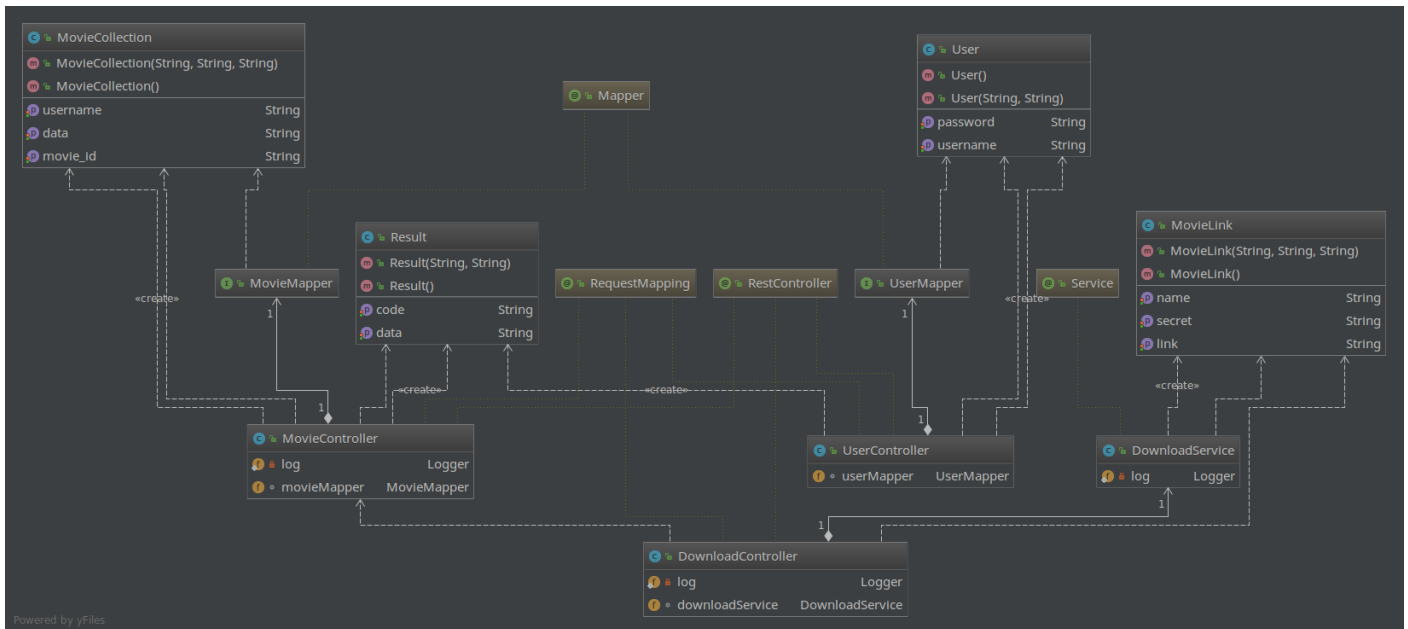 MovieCollection
MovieCollection(String, String, String)
MovieCollection()
username String
data String
movie_id String
Mapper
User
User()
User(String, String)
password String
username String
MovieMapper
Result
Result(String, String)
Result()
code String
data String
RequestMapping
RestController
UserMapper
Service
MovieLink
MovieLink(String, String, String)
MovieLink()
name String
secret String
link String
«create»
1
«create»
1
«create»
«create»
«create»
1
1
MovieController
log Logger
movieMapper MovieMapper
UserController
userMapper UserMapper
DownloadService
log Logger
1
1
DownloadController
log Logger
downloadService DownloadService
Powered by yFiles